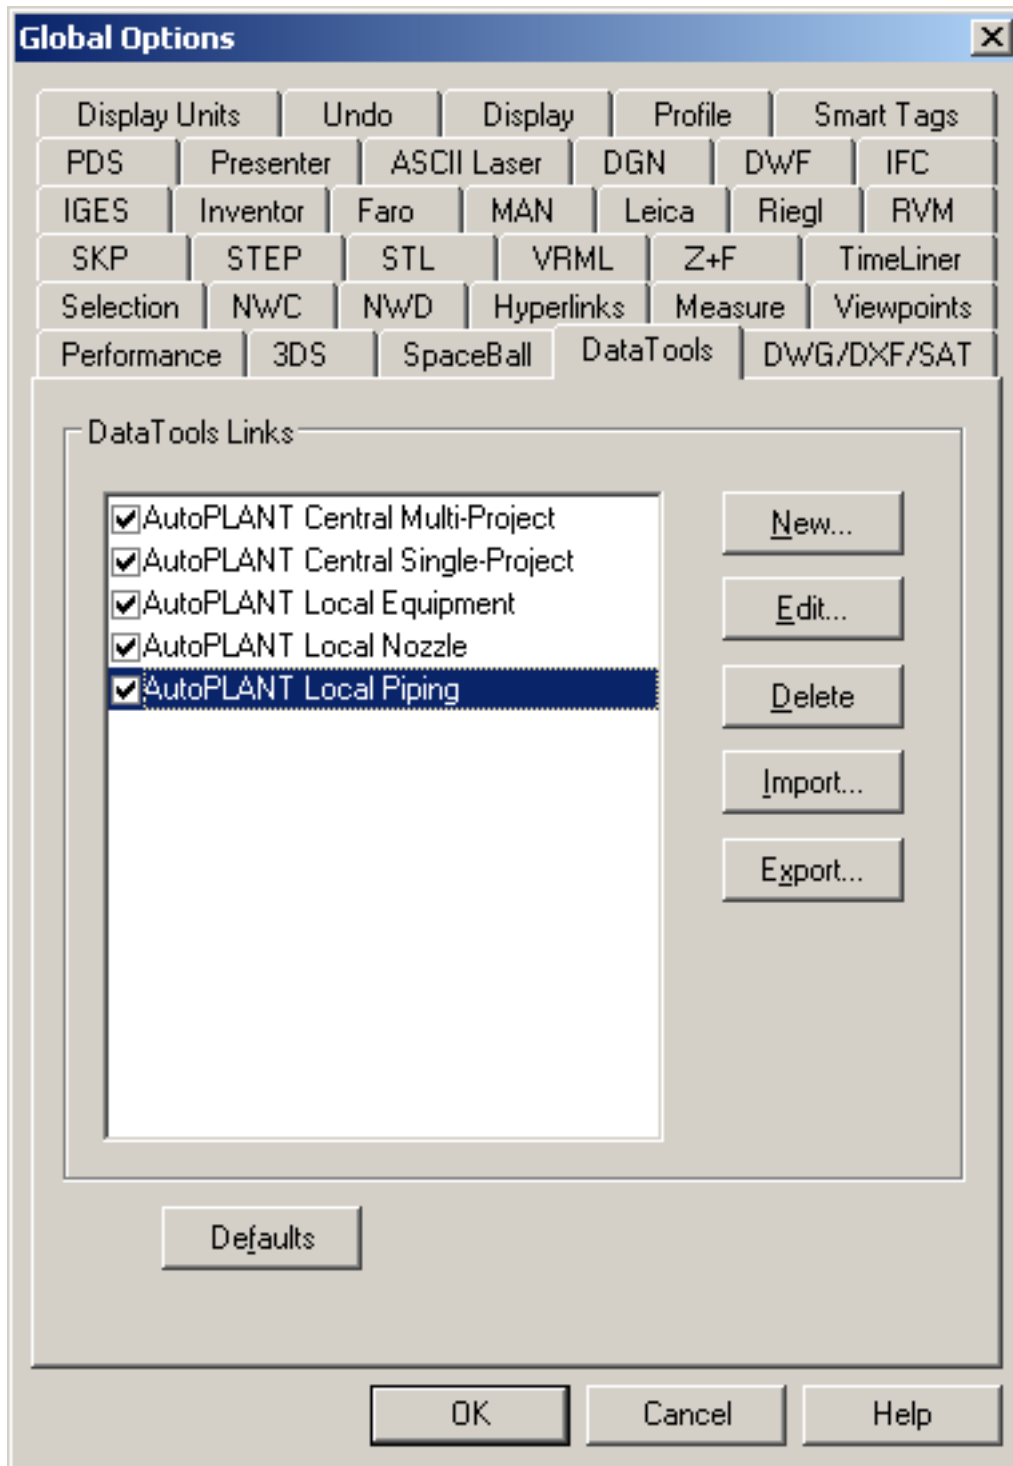 Global Options
Display Units Undo Display Profile Smart Tags
PDS Presenter ASCII Laser DGN DWF IFC
IGES Inventor Faro MAN Leica Riegl RVM
SKP STEP STL VRML Z+F TimeLiner
Selection NWC NWD Hyperlinks Measure Viewpoints
Performance 3DS SpaceBall DataTools DWG/DXF/SAT
DataTools Links
AutoPLANT Central Multi-Project
AutoPLANT Central Single-Project
AutoPLANT Local Equipment
AutoPLANT Local Nozzle
AutoPLANT Local Piping
New...
Edit...
Delete
Import...
Export...
Defaults
OK Cancel Help